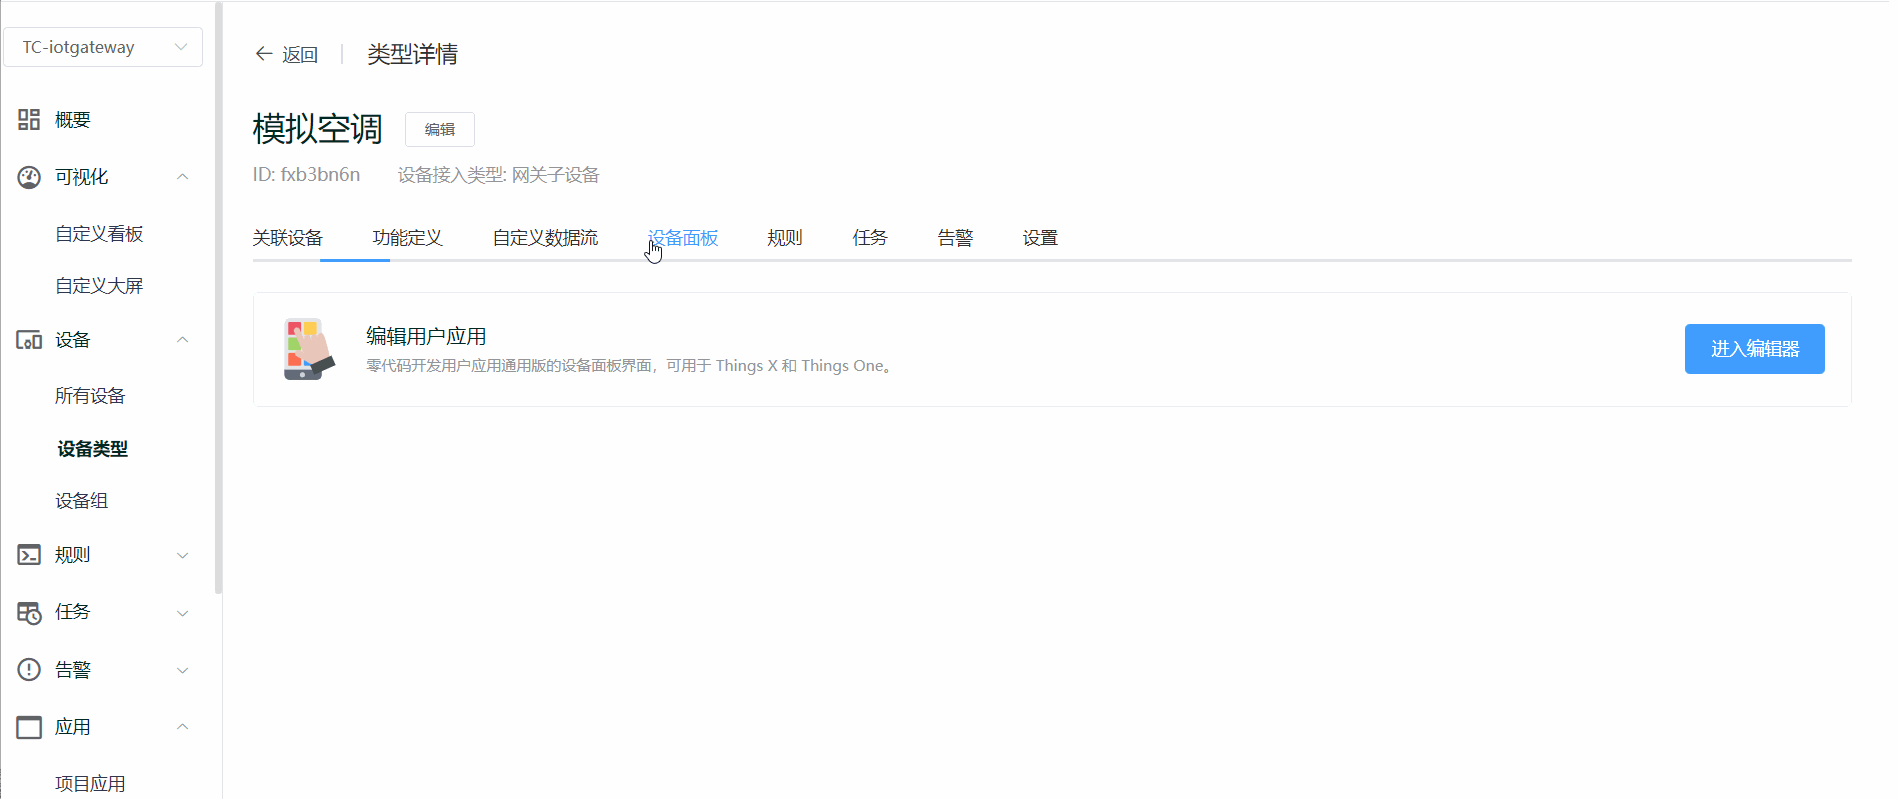 TC-iotgateway
概要
可视化
自定义看板
自定义大屏
设备
所有设备
设备类型
设备组
规则
任务
告警
应用
项目应用
返回
类型详情
模拟空调
编辑
ID: fxb3bn6n 设备接入类型: 网关子设备
关联设备 功能定义 自定义数据流 设备面板 规则 任务 告警 设置
编辑用户应用
零代码开发用户应用通用版的设备面板界面，可用于 Things X 和 Things One。
进入编辑器